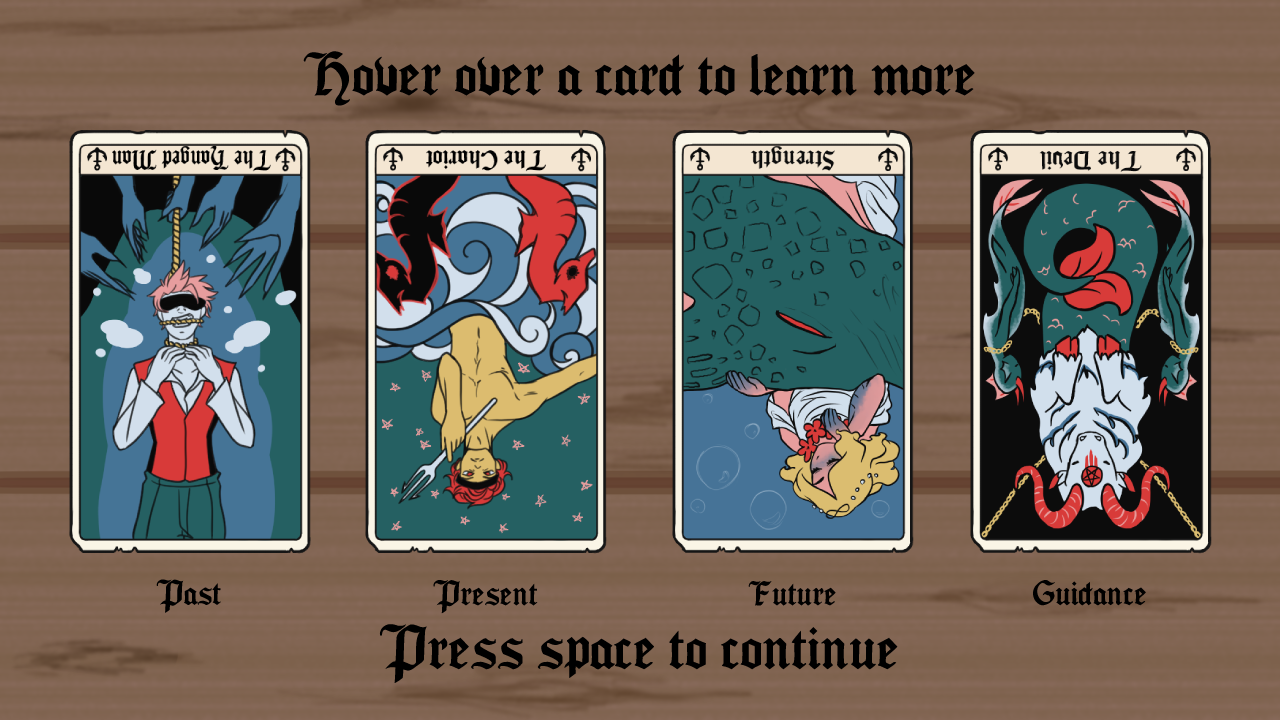 Hover over a card to learn more
The Hanged Man
The Chariot
Strength
The Devil
Past
Present
Future
Guidance
Press space to continue